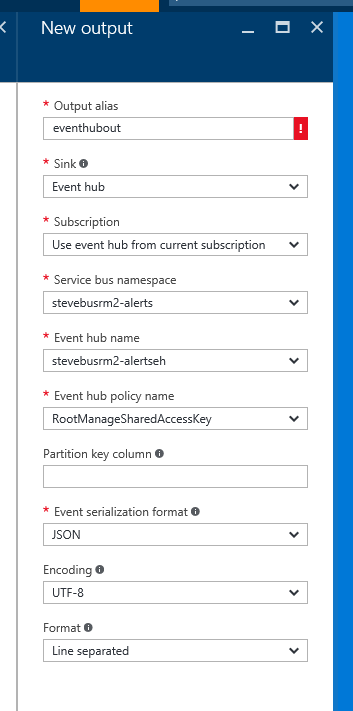 New output
* Output alias
eventhubout
!
* Sink
Event hub
* Subscription
Use event hub from current subscription
* Service bus namespace
stevebusrm2-alerts
* Event hub name
stevebusrm2-alertseh
* Event hub policy name
RootManageSharedAccessKey
Partition key column
* Event serialization format
JSON
Encoding
UTF-8
Format
Line separated